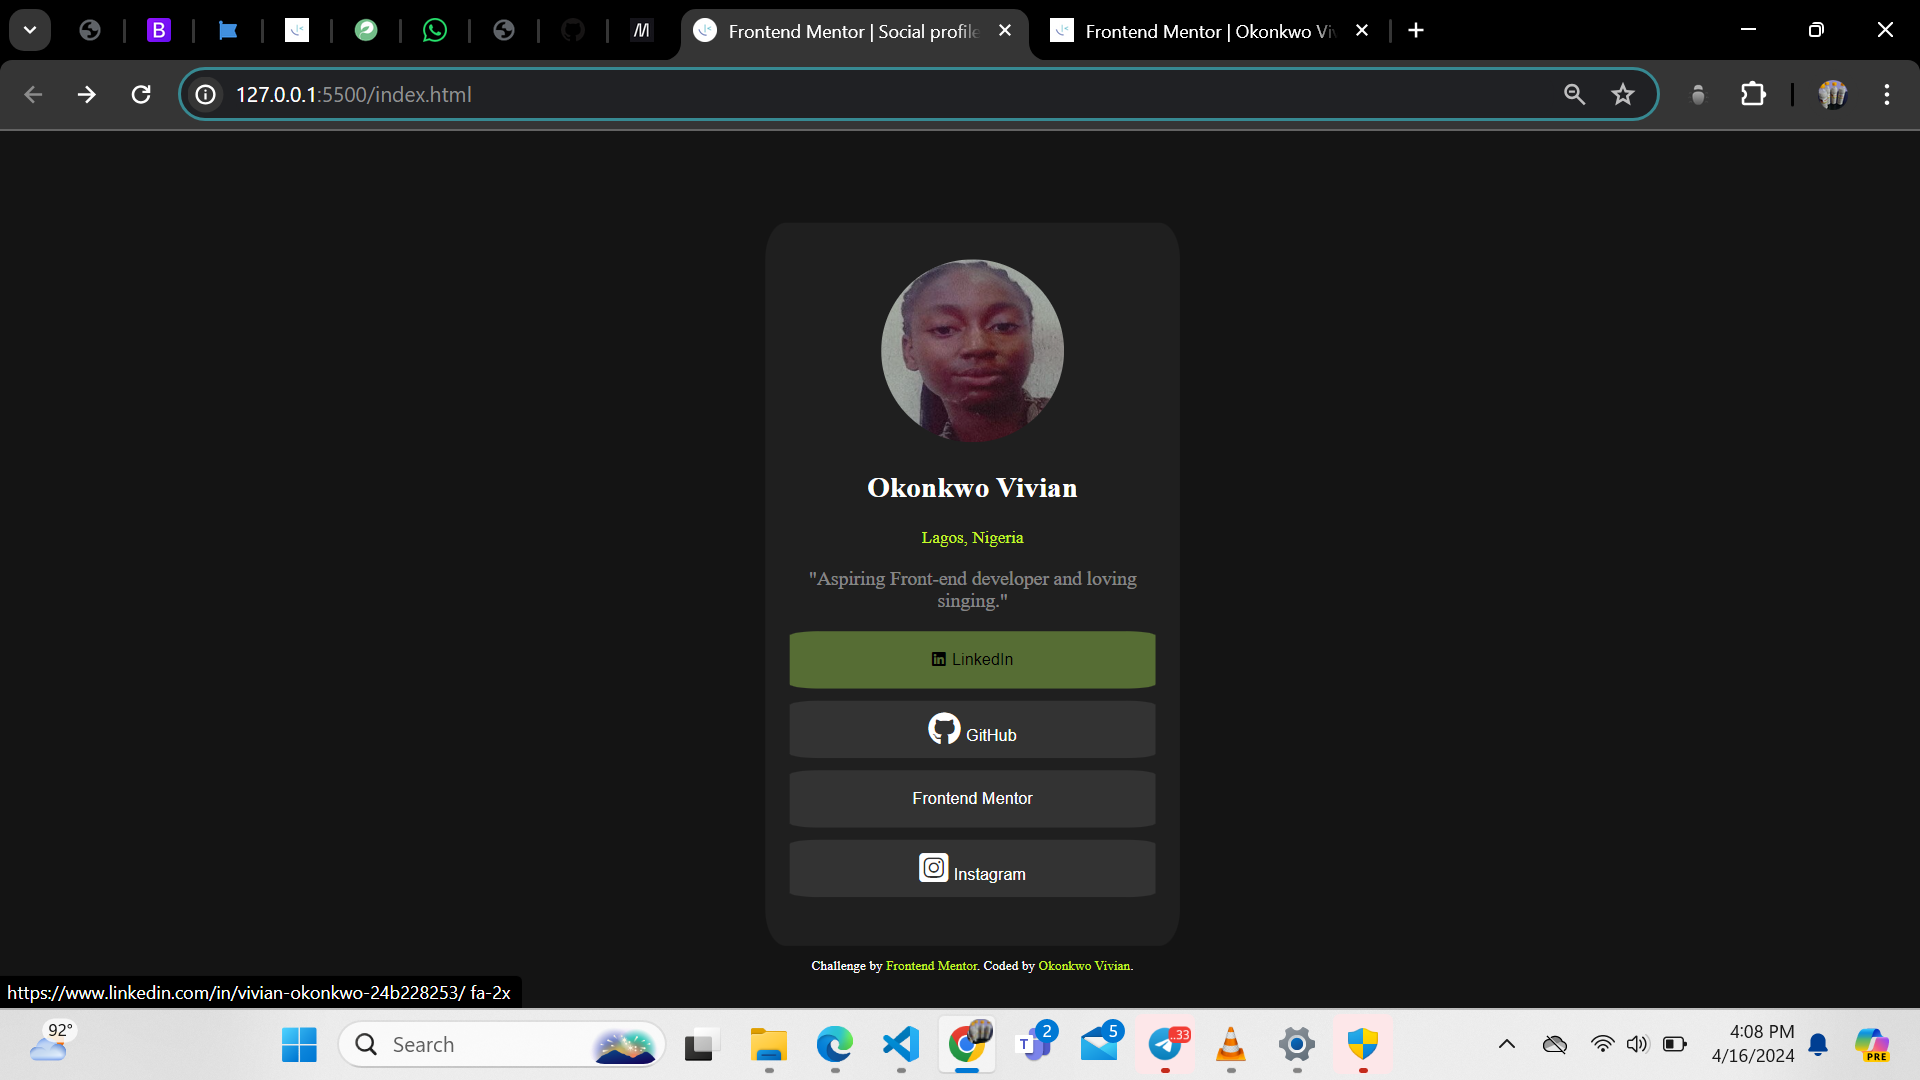 B
M
Frontend Mentor | Social profile
Frontend Mentor | Okonkwo Vi
127.0.0.1:5500/index.html
Okonkwo Vivian
Lagos, Nigeria
"Aspiring Front-end developer and loving
singing."
LinkedIn
GitHub
Frontend Mentor
Instagram
Challenge by Frontend Mentor. Coded by Okonkwo Vivian.
https://www.linkedin.com/in/vivian-okonkwo-24b228253/ fa-2x
92°
Search
T
2
5
..33
4:08 PM
4/16/2024
PRE